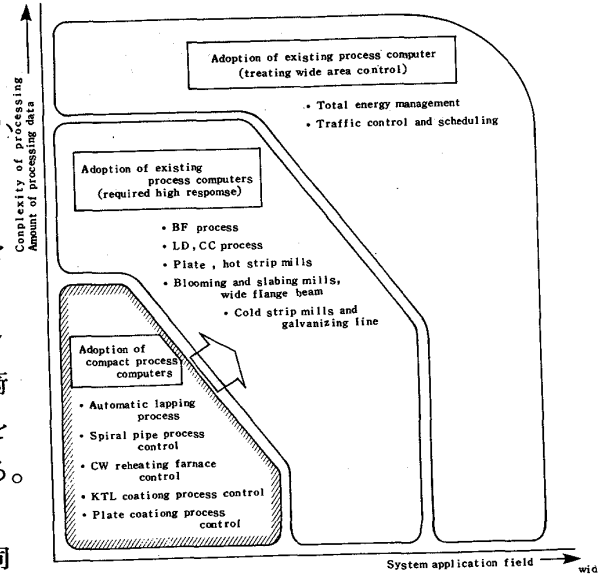 Conplexity of processing
Amount of processing data
Adoption of existing process computer
(treating wide area control)
• Total energy management
• Traffic control and scheduling
Adoption of existing
process computers
(required high response)
• BF process
• LD, CC process
• Plate , hot strip mills
• Blooming and slabing mills,
wide flange beam
• Cold strip mills and
galvanizing line
Adoption of
compact process
computers
• Automatic lapping
process
• Spiral pipe process
control
• CW reheating farnace
control
• KTL coationg process control
• Plate coationg process
control
System application field
wid
る。